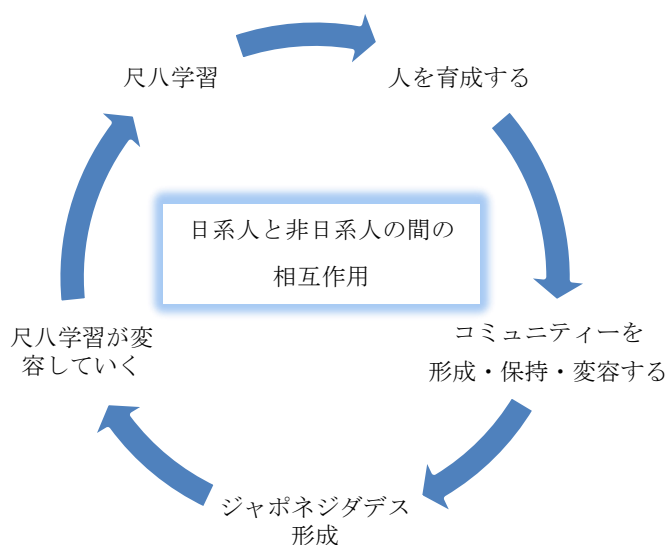 尺八学習
人を育成する
日系人と非日系人の間の
相互作用
コミュニティーを
形成・保持・変容する
尺八学習が変
容していく
ジャポネジダデス
形成